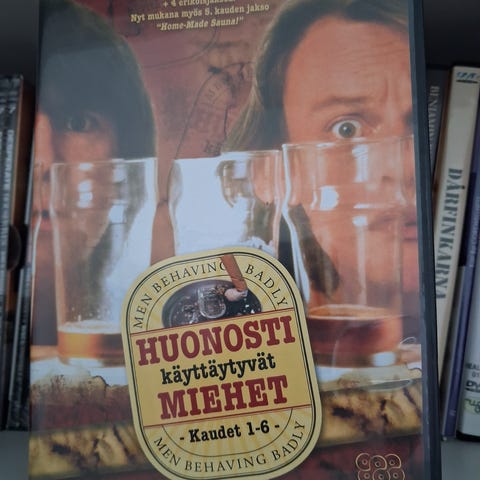 + 4 erikoisjaksoa!
Nyt mukana myös 5. kauden jakso
"Home-Made Sauna!"
MEN BEHAVING BADLY
HUONOSTI
käyttäytyvät
MIEHET
- Kaudet 1-6 -
MEN BEHAVING BADLY
DÅRFINKARNA